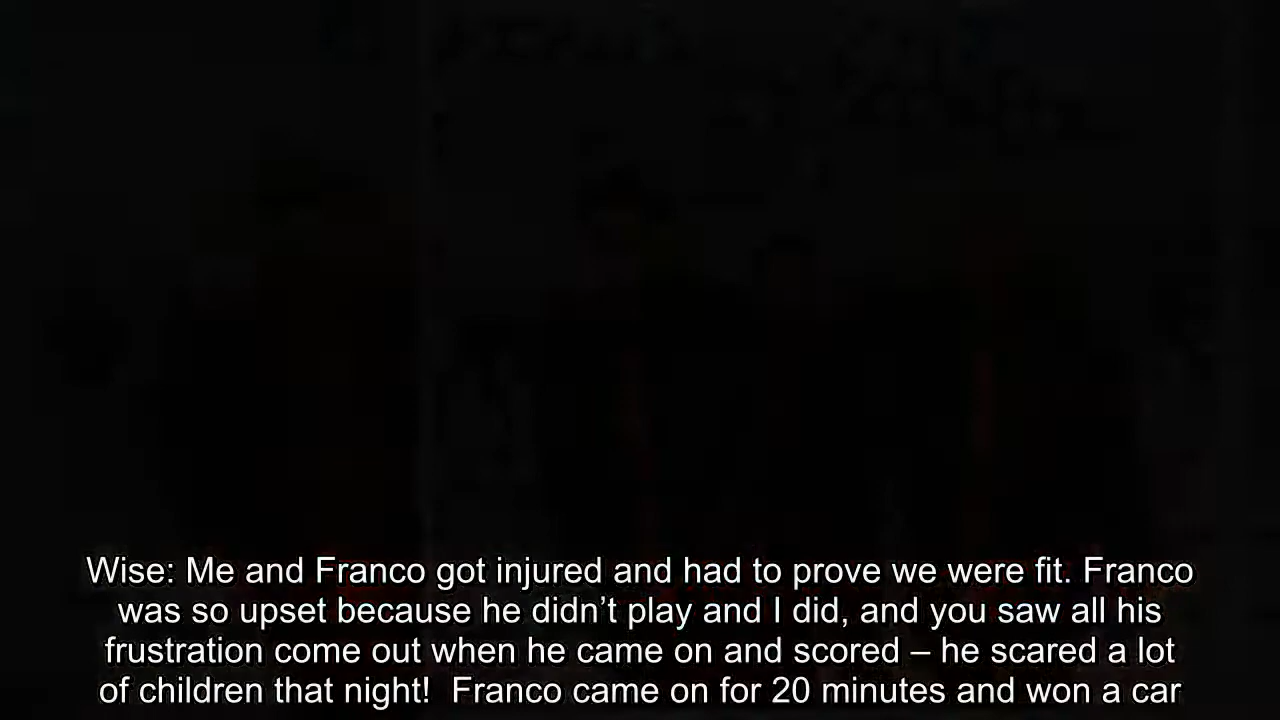 Wise: Me and Franco got injured and had to prove we were fit. Franco
was so upset because he didn’t play and I did, and you saw all his
frustration come out when he came on and scored – he scared a lot
of children that night!  Franco came on for 20 minutes and won a car